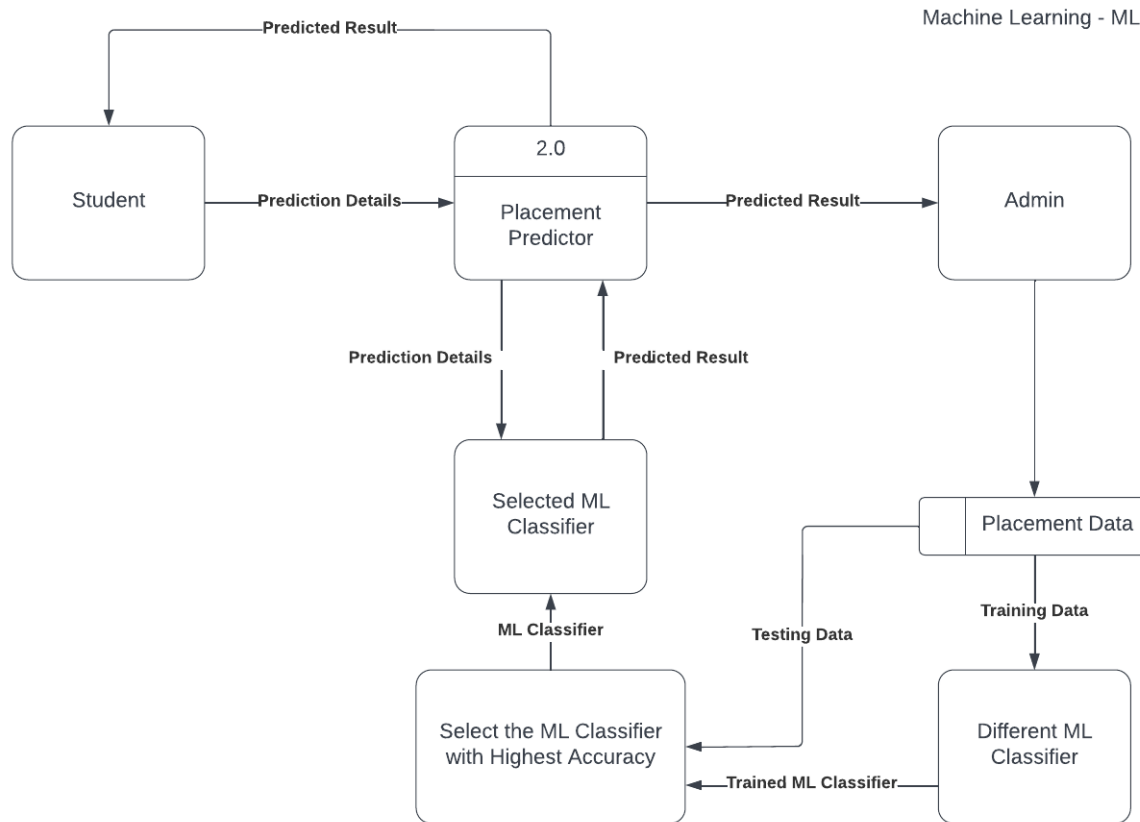 Machine Learning - ML
Predicted Result
Student
Prediction Details
2.0
Placement
Predictor
Predicted Result
Admin
Prediction Details
Predicted Result
Selected ML
Classifier
Placement Data
ML Classifier
Testing Data
Training Data
Select the ML Classifier
with Highest Accuracy
Trained ML Classifier
Different ML
Classifier